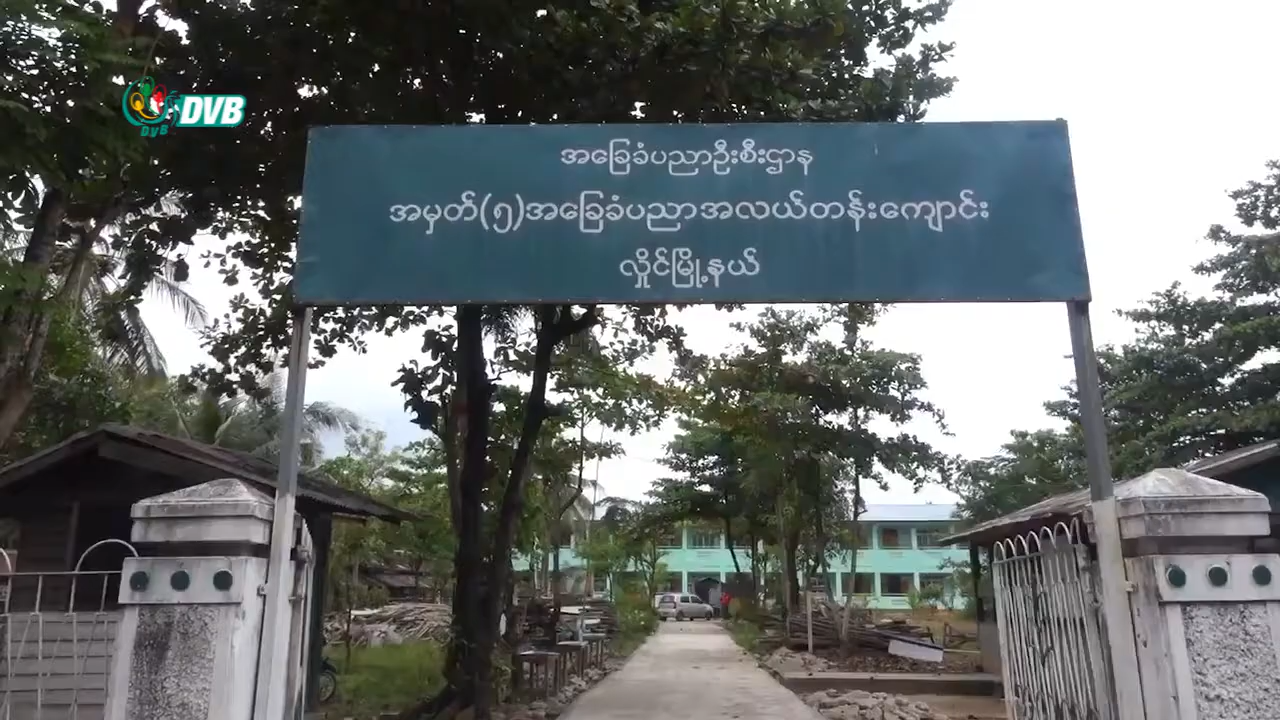 DVB
DVB
အခြေခံပညာဦးစီးဌာန
အမှတ်(၅)အခြေခံပညာအလယ်တန်းကျောင်း
လှိုင်မြို့နယ်